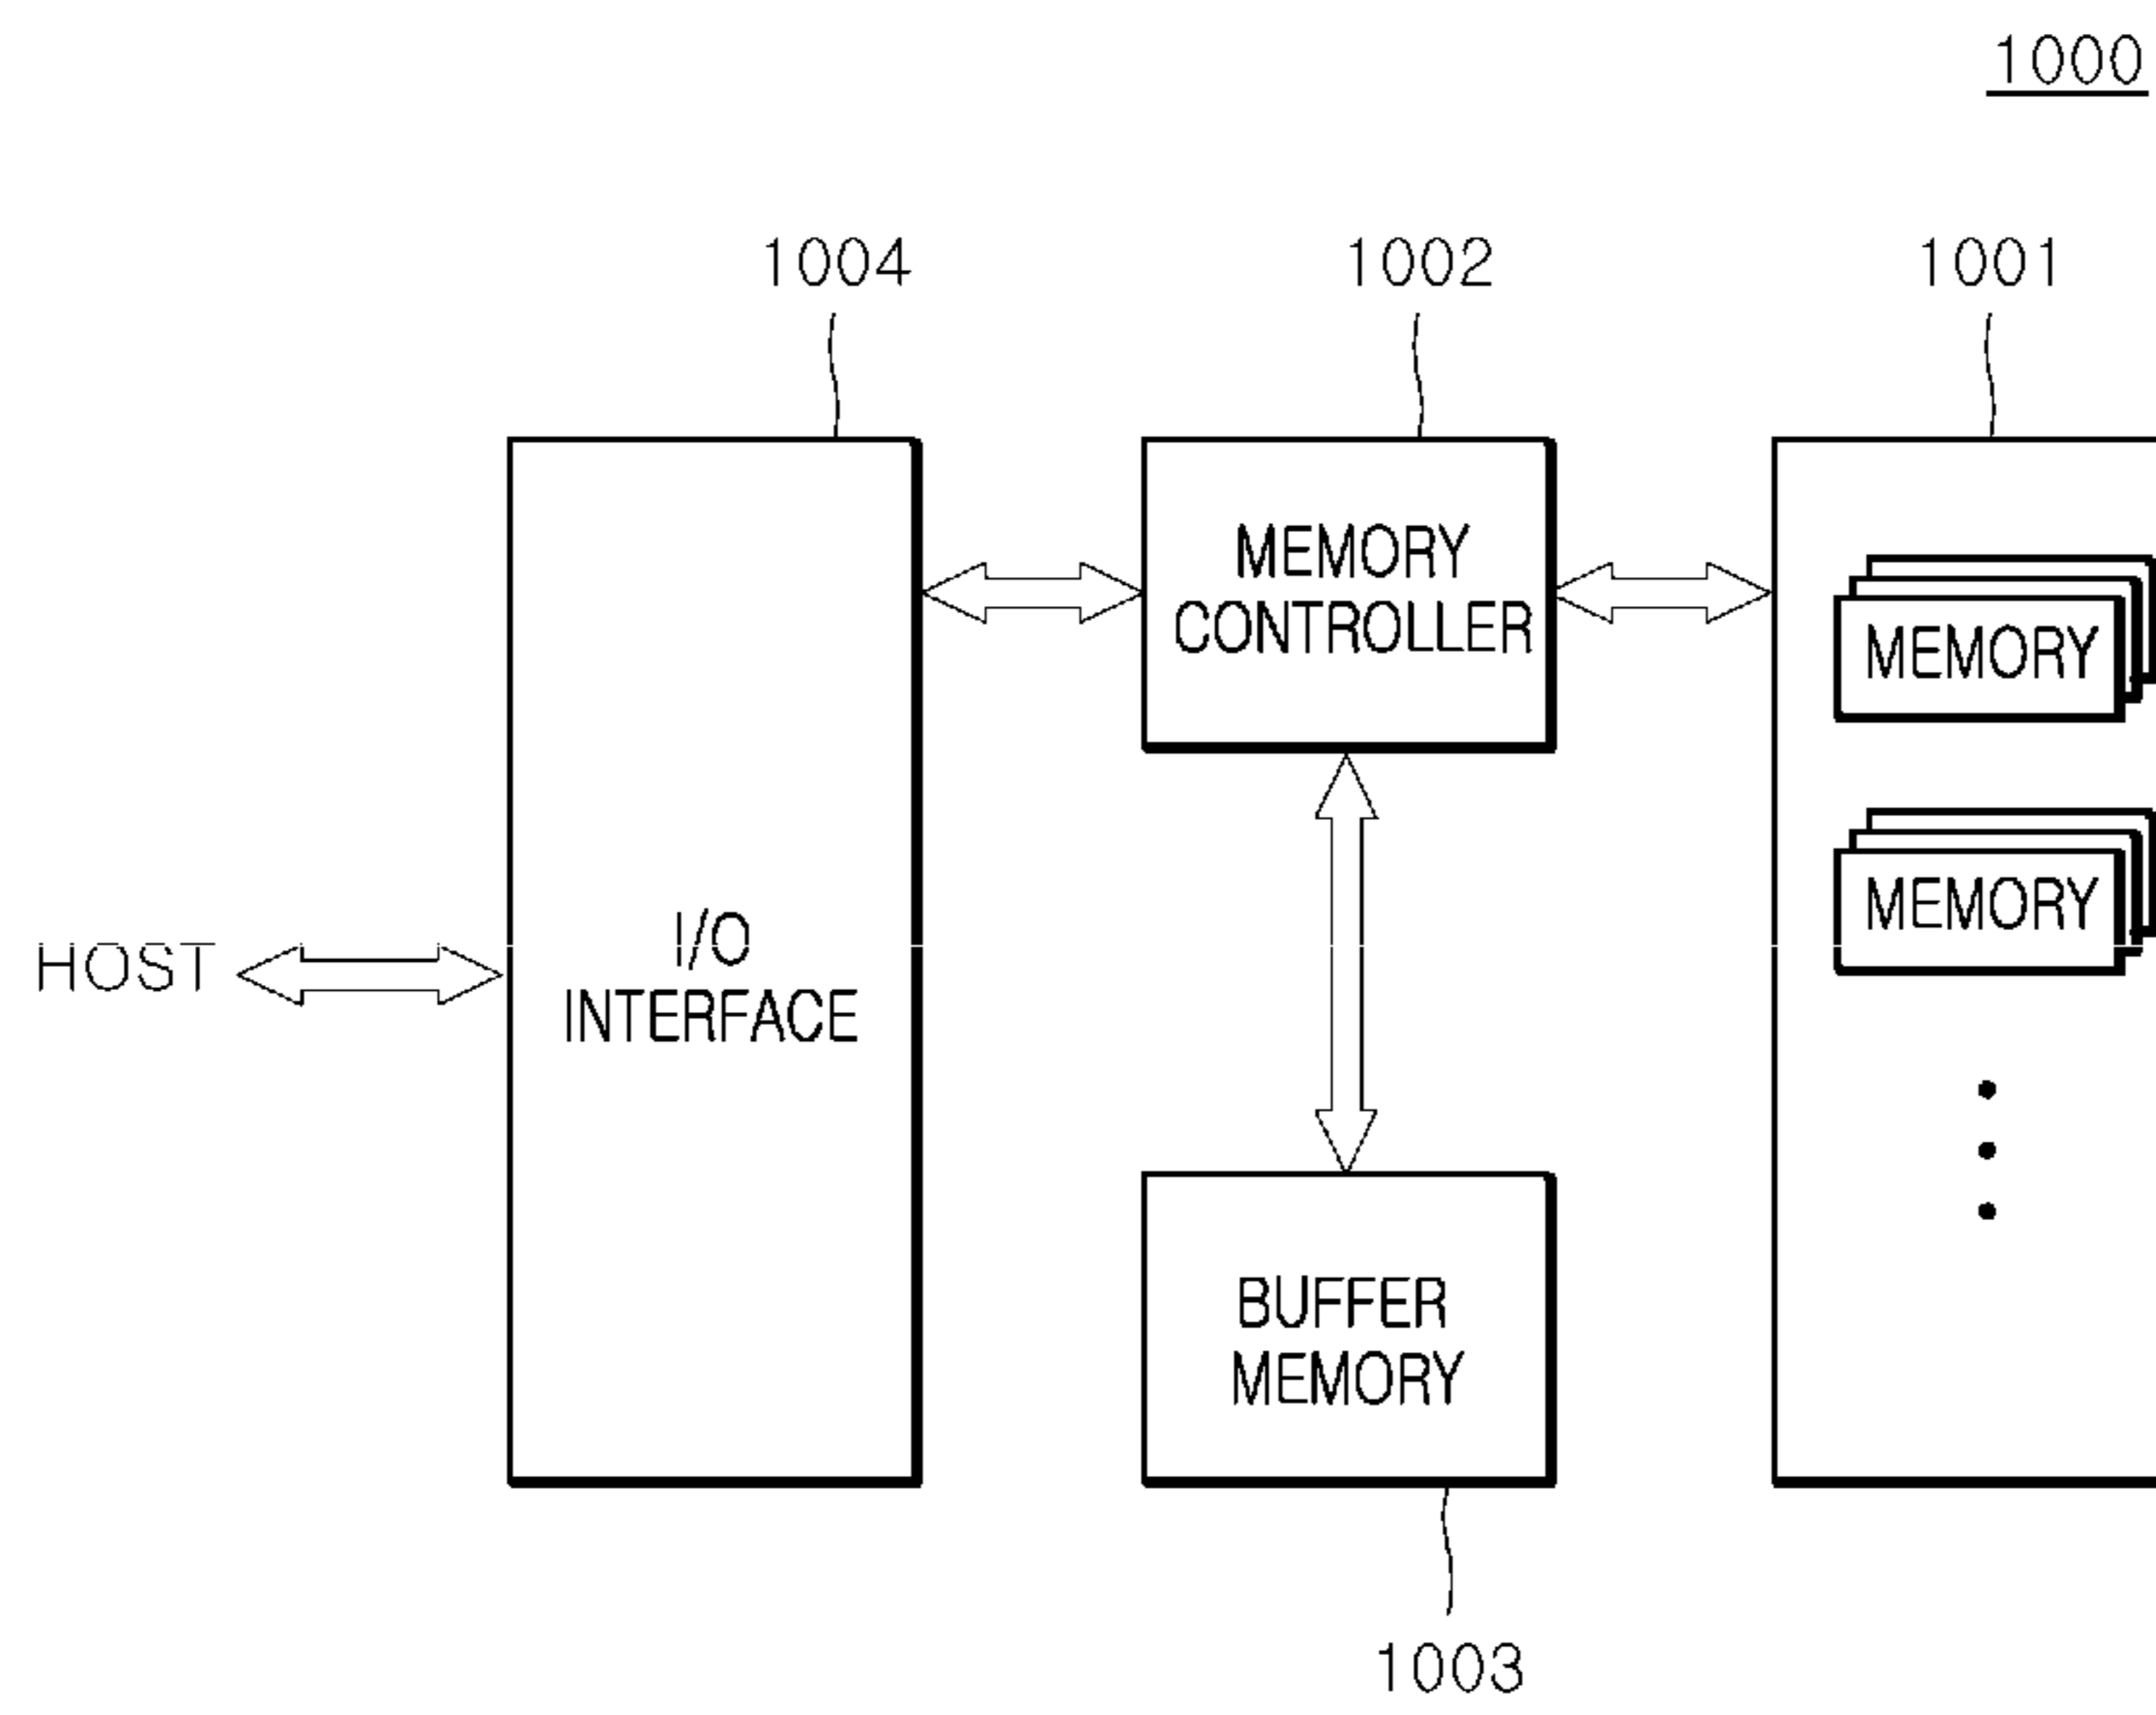 1000
1004
1002
1001
MEMORY
CONTROLLER
MEMORY
MEMORY
HOST
I/O
INTERFACE
BUFFER
MEMORY
1003